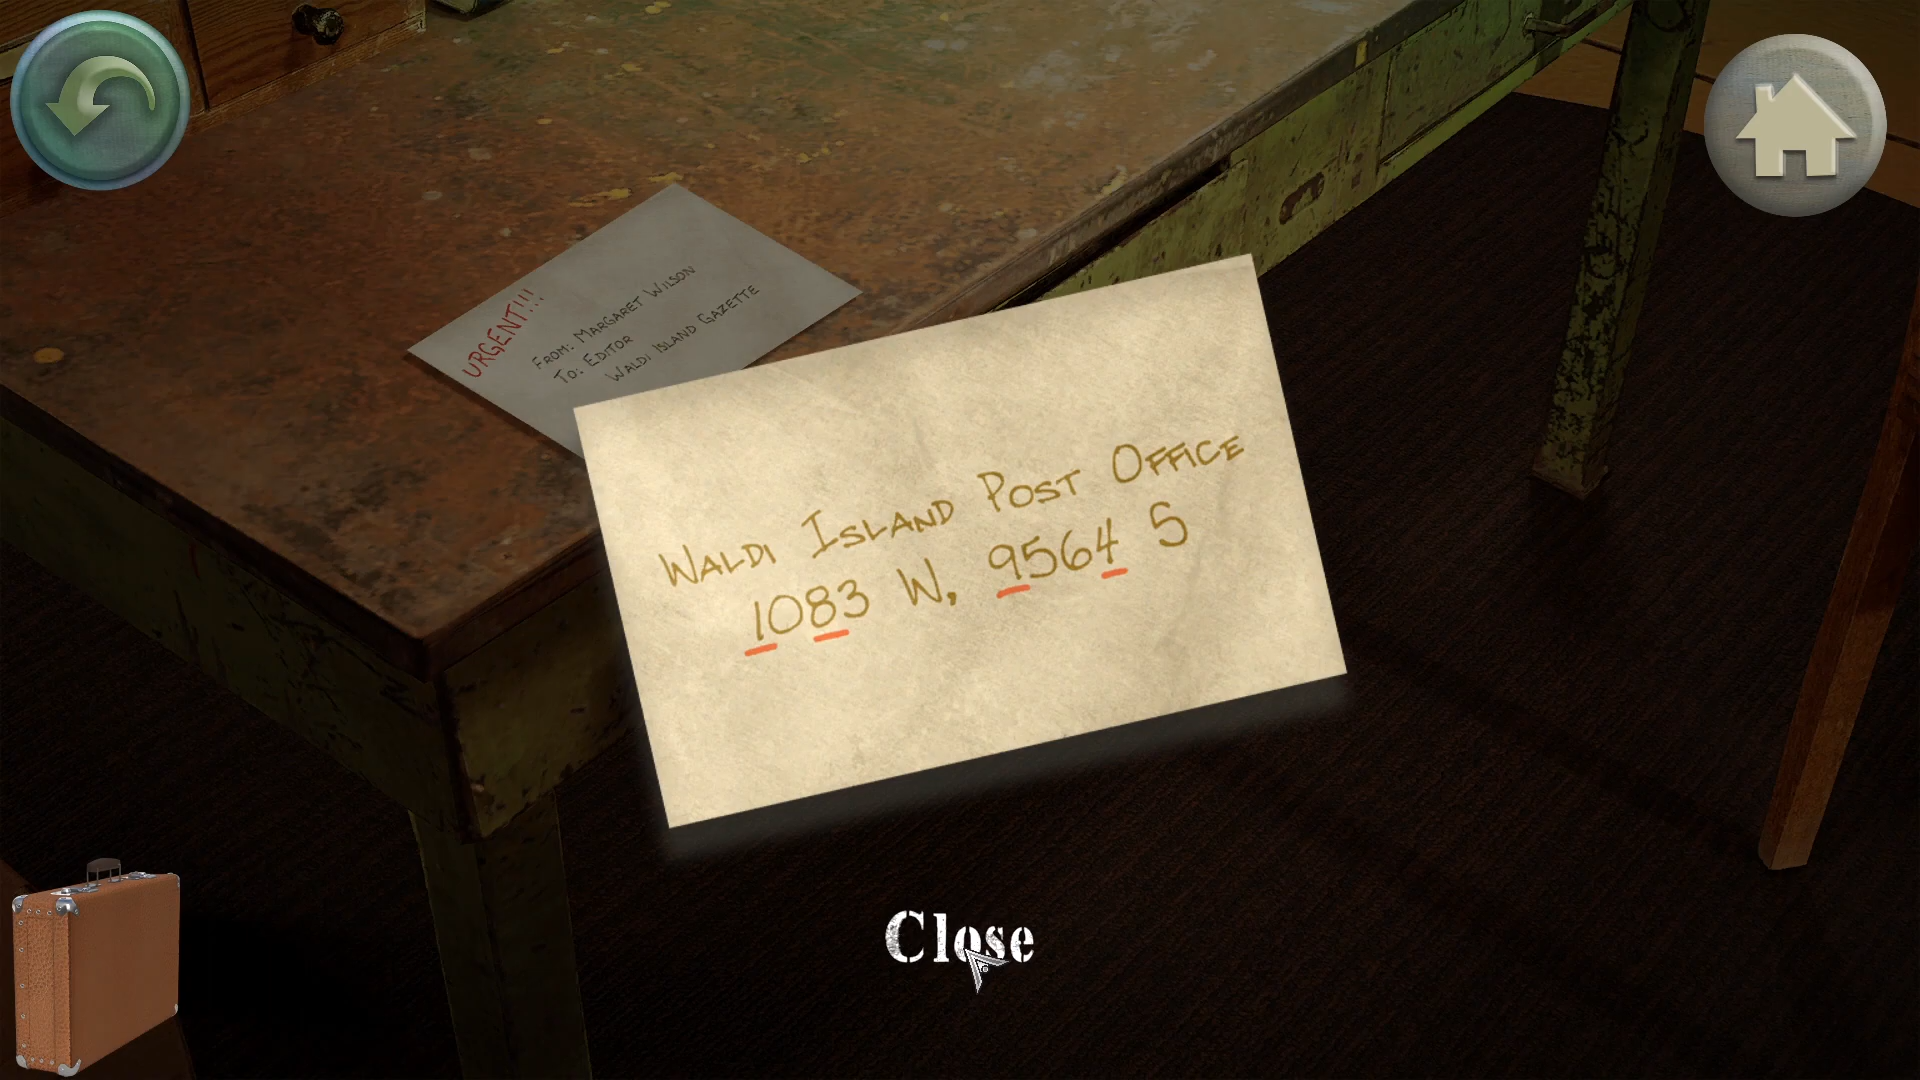 URGENT!!!
FROM: MARGARET WILSON
TO: EDITOR
WALDI ISLAND GAZETTE
WALDI ISLAND POST OFFICE
1083 W, 9564 S
Close